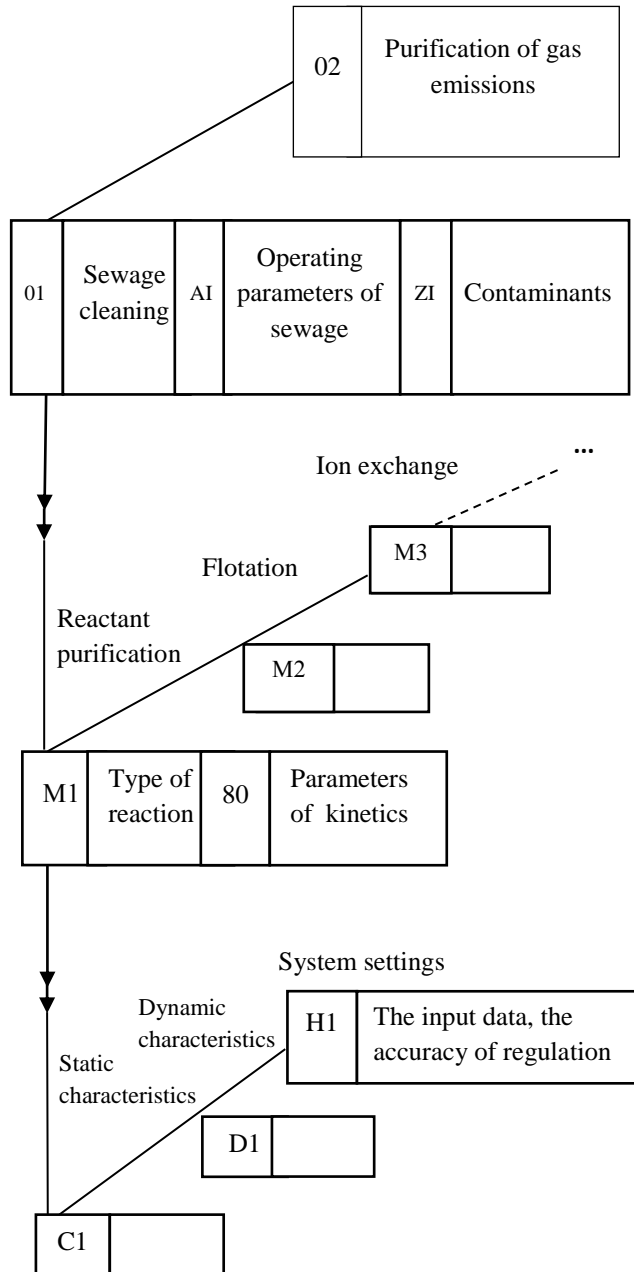 02
Purification of gas
emissions
01
Sewage
cleaning
AI
Operating
parameters of
sewage
ZI
Contaminants
...
Ion exchange
M3
Flotation
Reactant
purification
M2
M1
Type of
reaction
80
Parameters
of kinetics
System settings
Dynamic
characteristics
H1
The input data, the
accuracy of regulation
Static
characteristics
D1
C1